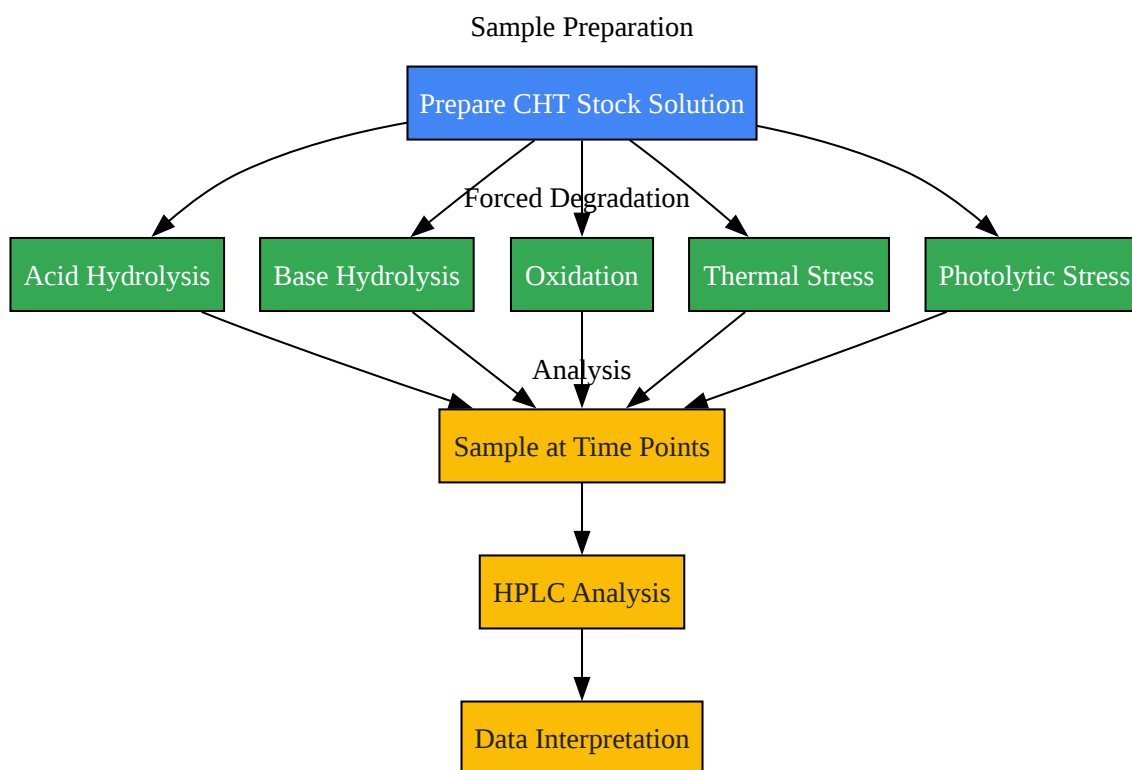 Sample Preparation
Prepare CHT Stock Solution
Forced Degradation
Acid Hydrolysis
Base Hydrolysis
Oxidation
Thermal Stress
Photolytic Stress
Analysis
Sample at Time Points
HPLC Analysis
Data Interpretation